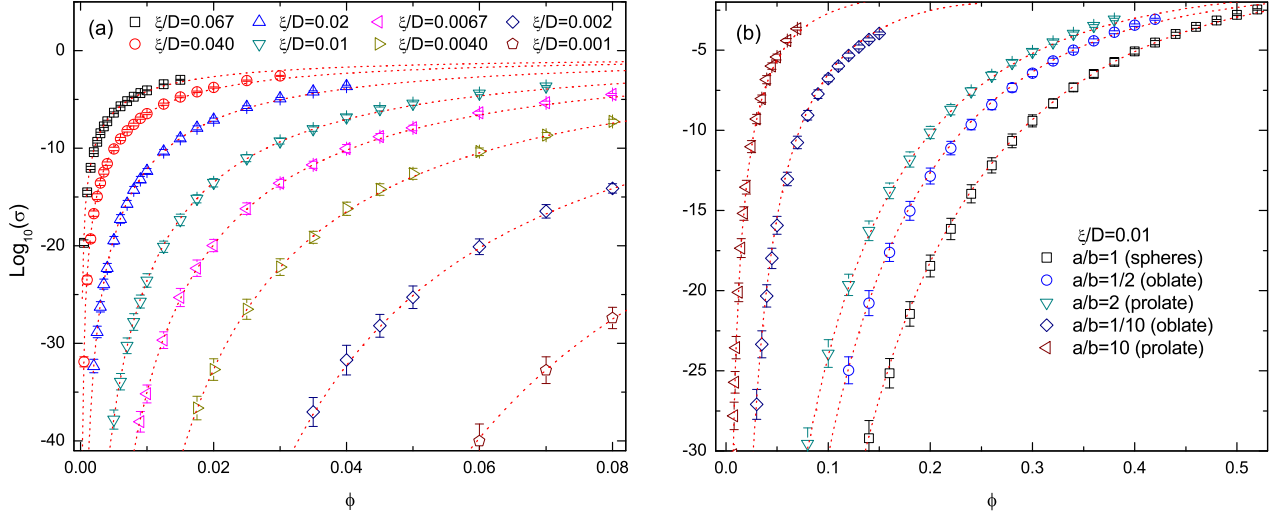 (a)
ξ/D=0.067 ξ/D=0.02 ξ/D=0.0067 ξ/D=0.002
ξ/D=0.040 ξ/D=0.01 ξ/D=0.0040 ξ/D=0.001
0
-10
-20
-30
-40
Log₁₀(σ)
0.00 0.02 0.04 0.06 0.08
ϕ
(b)
-5
-10
-15
-20
-25
-30
ξ/D=0.01
a/b=1 (spheres)
a/b=1/2 (oblate)
a/b=2 (prolate)
a/b=1/10 (oblate)
a/b=10 (prolate)
0.0 0.1 0.2 0.3 0.4 0.5
ϕ